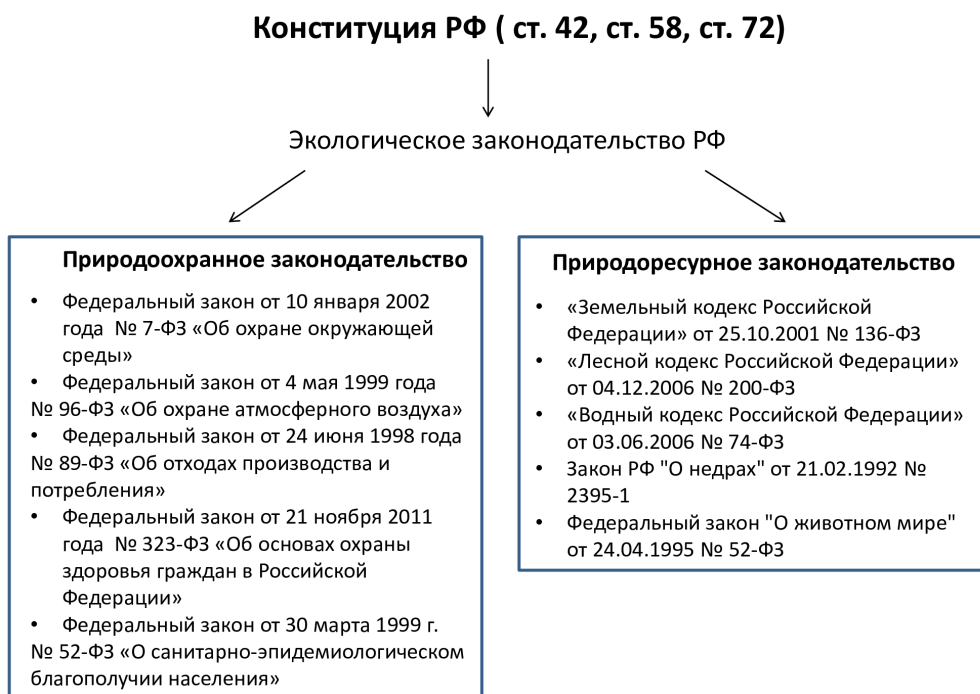 Конституция РФ ( ст. 42, ст. 58, ст. 72)
Экологическое законодательство РФ
Природоохранное законодательство
• Федеральный закон от 10 января 2002
года № 7-ФЗ «Об охране окружающей
среды»
• Федеральный закон от 4 мая 1999 года
№ 96-ФЗ «Об охране атмосферного воздуха»
• Федеральный закон от 24 июня 1998 года
№ 89-ФЗ «Об отходах производства и
потребления»
• Федеральный закон от 21 ноября 2011
года № 323-ФЗ «Об основах охраны
здоровья граждан в Российской
Федерации»
• Федеральный закон от 30 марта 1999 г.
№ 52-ФЗ «О санитарно-эпидемиологическом
благополучии населения»
Природоресурное законодательство
• «Земельный кодекс Российской
Федерации» от 25.10.2001 № 136-ФЗ
• «Лесной кодекс Российской Федерации»
от 04.12.2006 № 200-ФЗ
• «Водный кодекс Российской Федерации»
от 03.06.2006 № 74-ФЗ
• Закон РФ "О недрах" от 21.02.1992 №
2395-1
• Федеральный закон "О животном мире"
от 24.04.1995 № 52-ФЗ